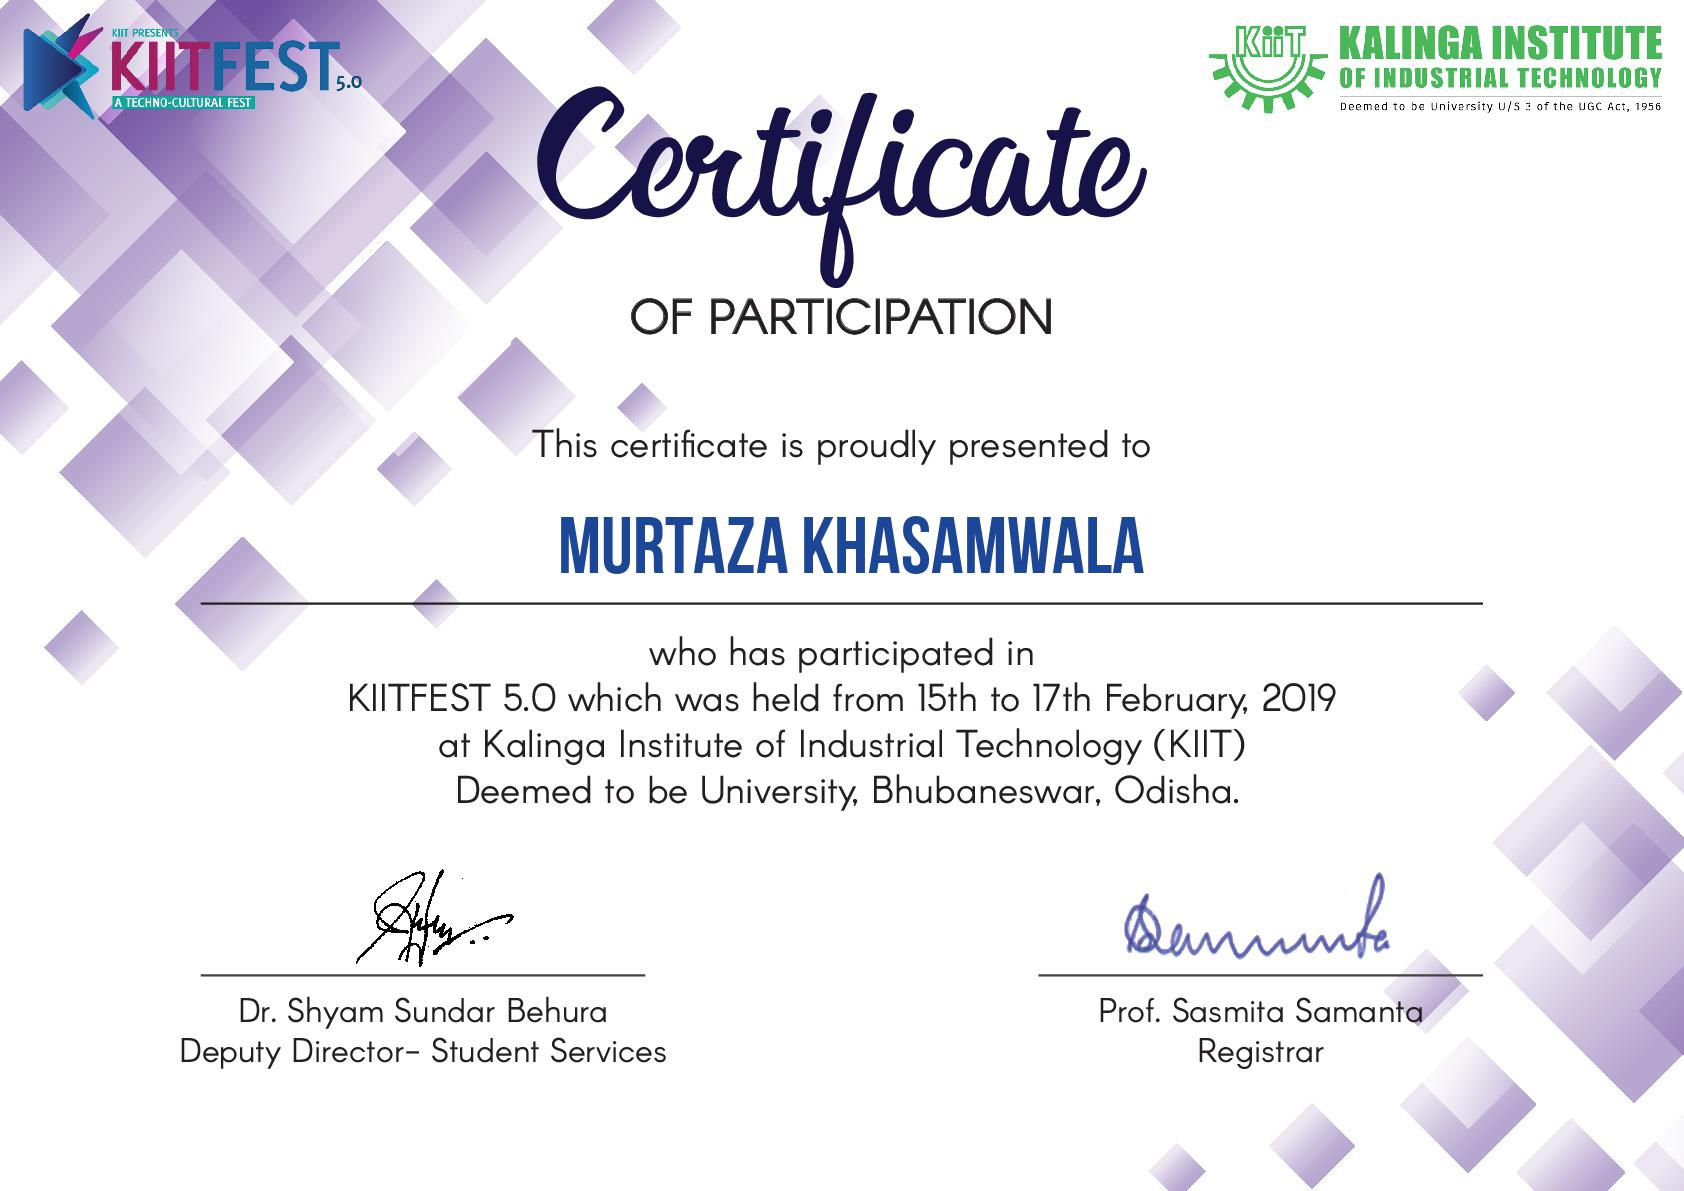 KIIT PRESENTS
KIITFEST 5.0
A TECHNO-CULTURAL FEST
KiiT
KALINGA INSTITUTE
OF INDUSTRIAL TECHNOLOGY
Deemed to be University U/S 3 of the UGC Act, 1956
Certificate
OF PARTICIPATION
This certificate is proudly presented to
MURTAZA KHASAMWALA
who has participated in
KIITFEST 5.0 which was held from 15th to 17th February, 2019
at Kalinga Institute of Industrial Technology (KIIT)
Deemed to be University, Bhubaneswar, Odisha.
Dr. Shyam Sundar Behura
Deputy Director- Student Services
Prof. Sasmita Samanta
Registrar